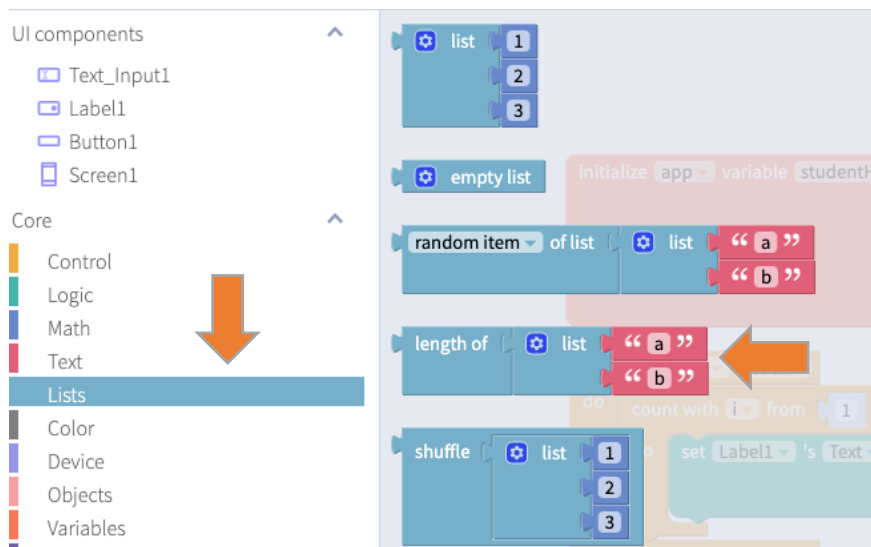 UI components
Text_Input1
Label1
Button1
Screen1
Core
Control
Logic
Math
Text
Lists
Color
Device
Objects
Variables
list 1
2
3
empty list
initialize app variable studentH
random item of list list “ a ”
“ b ”
length of list “ a ”
“ b ”
do count with i from 1
shuffle list 1
2
3
set Label1 's Text